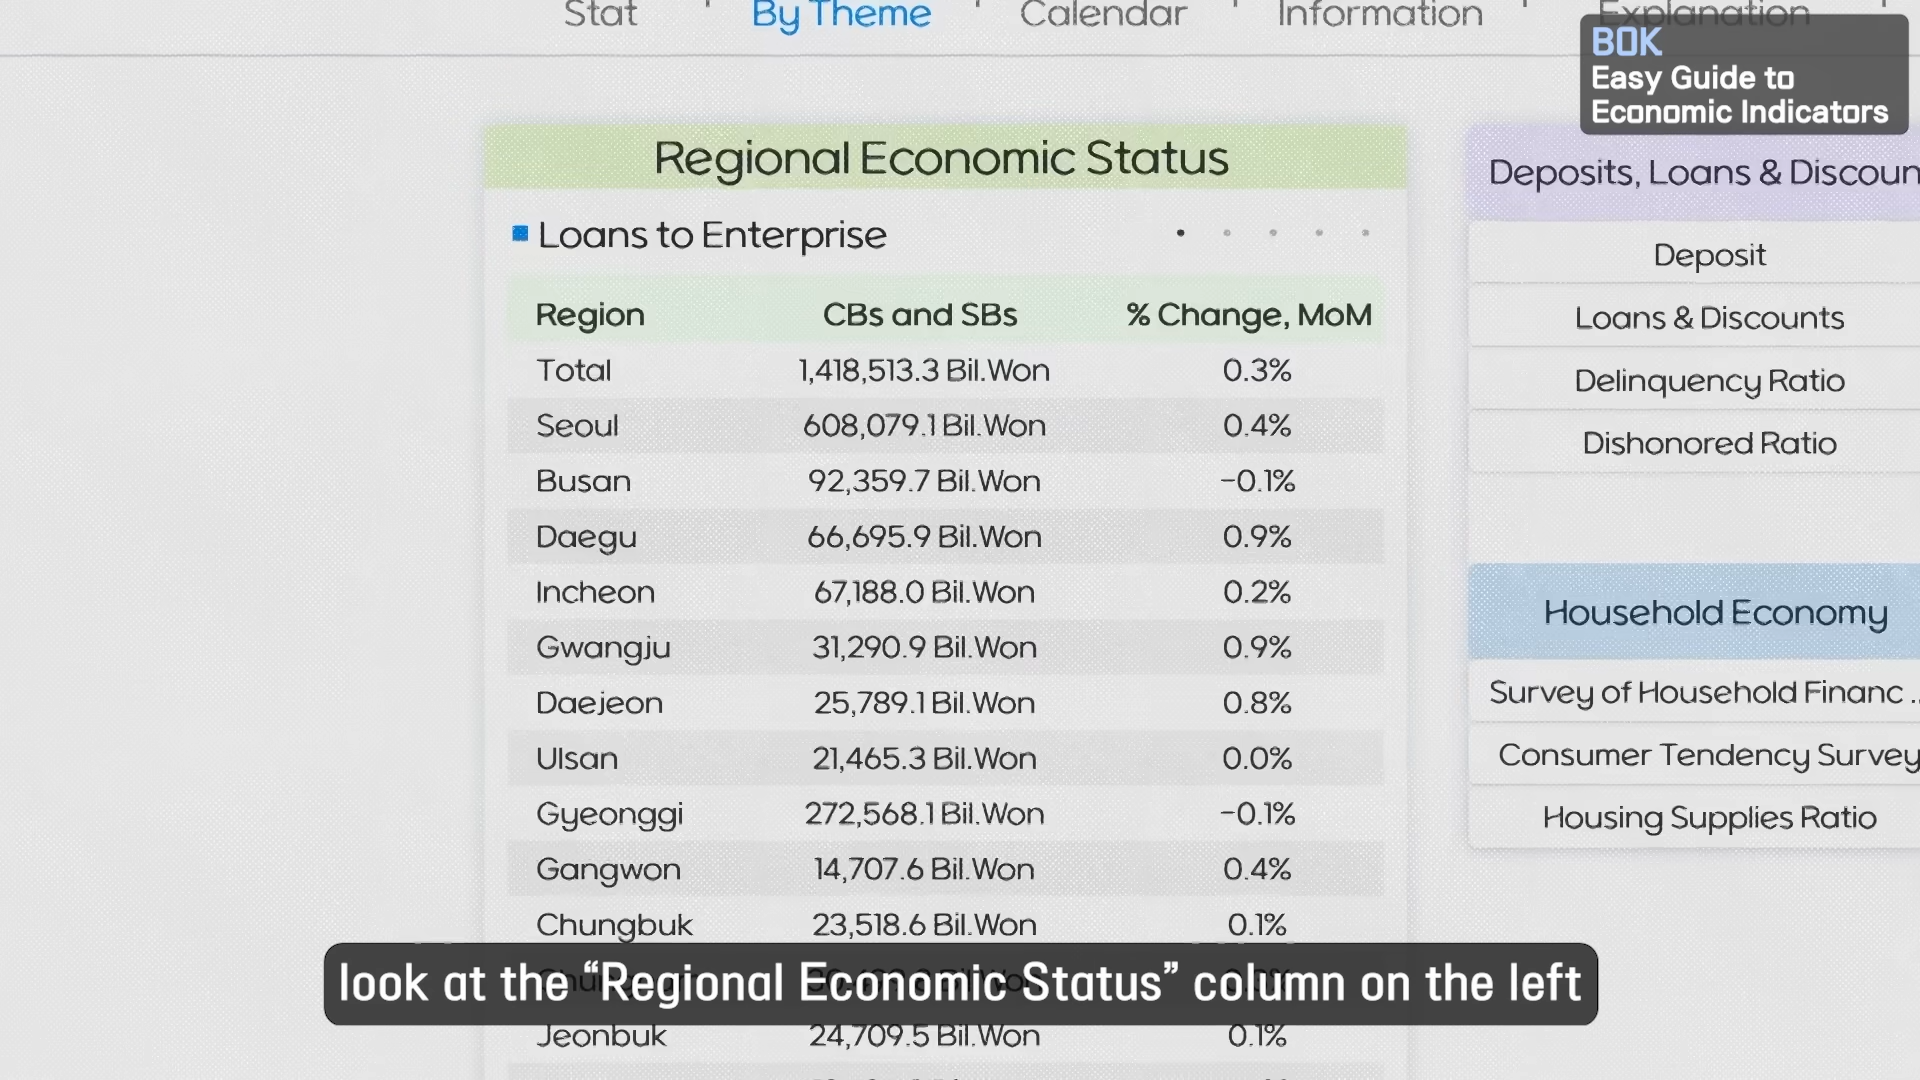 Stat
By Theme
Calendar
Information
Explanation
BOK
Easy Guide to
Economic Indicators
Regional Economic Status
Loans to Enterprise
Region CBs and SBs % Change, MoM
Total 1,418,513.3 Bil.Won 0.3%
Seoul 608,079.1 Bil.Won 0.4%
Busan 92,359.7 Bil.Won -0.1%
Daegu 66,695.9 Bil.Won 0.9%
Incheon 67,188.0 Bil.Won 0.2%
Gwangju 31,290.9 Bil.Won 0.9%
Daejeon 25,789.1 Bil.Won 0.8%
Ulsan 21,465.3 Bil.Won 0.0%
Gyeonggi 272,568.1 Bil.Won -0.1%
Gangwon 14,707.6 Bil.Won 0.4%
Chungbuk 23,518.6 Bil.Won 0.1%
Jeonbuk 24,709.5 Bil.Won 0.1%
Deposits, Loans & Discoun
Deposit
Loans & Discounts
Delinquency Ratio
Dishonored Ratio
Household Economy
Survey of Household Financ ..
Consumer Tendency Survey
Housing Supplies Ratio
look at the “Regional Economic Status” column on the left